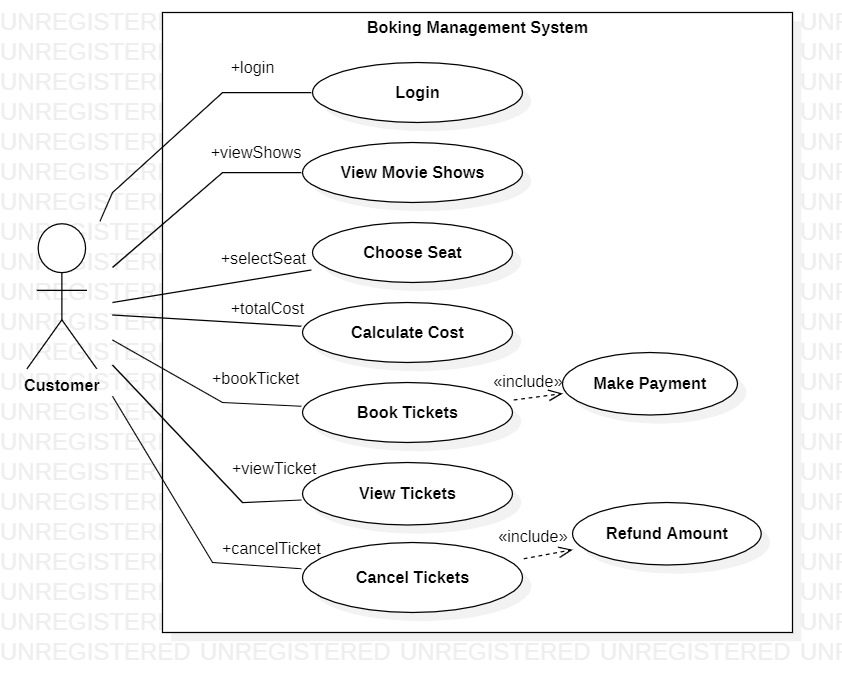 Boking Management System
+login
Login
+viewShows
View Movie Shows
+selectSeat
Choose Seat
+totalCost
Calculate Cost
Customer
+bookTicket
Book Tickets
«include»
Make Payment
+viewTicket
View Tickets
+cancelTicket
Cancel Tickets
«include»
Refund Amount
UNREGISTERED UNREGISTERED UNREGISTERED UNREGISTERED